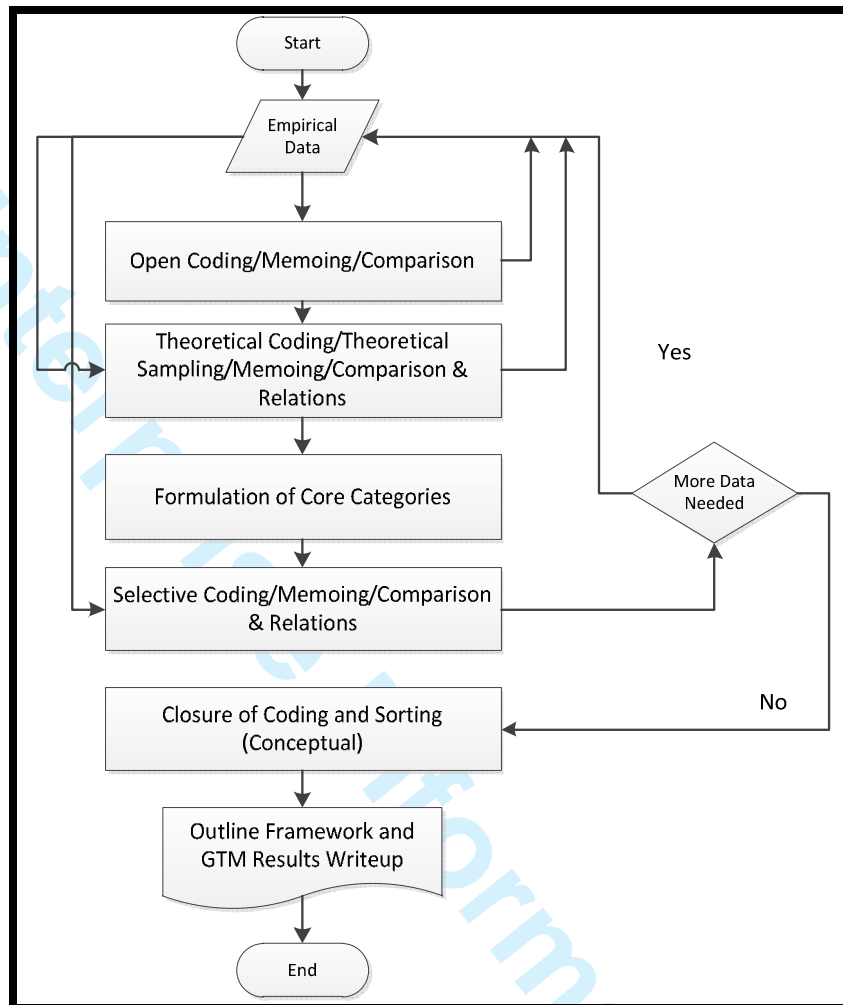 Start
Empirical
Data
Open Coding/Memoing/Comparison
Theoretical Coding/Theoretical
Sampling/Memoing/Comparison &
Relations
Yes
Formulation of Core Categories
More Data
Needed
Selective Coding/Memoing/Comparison
& Relations
No
Closure of Coding and Sorting
(Conceptual)
Outline Framework and
GTM Results Writeup
End